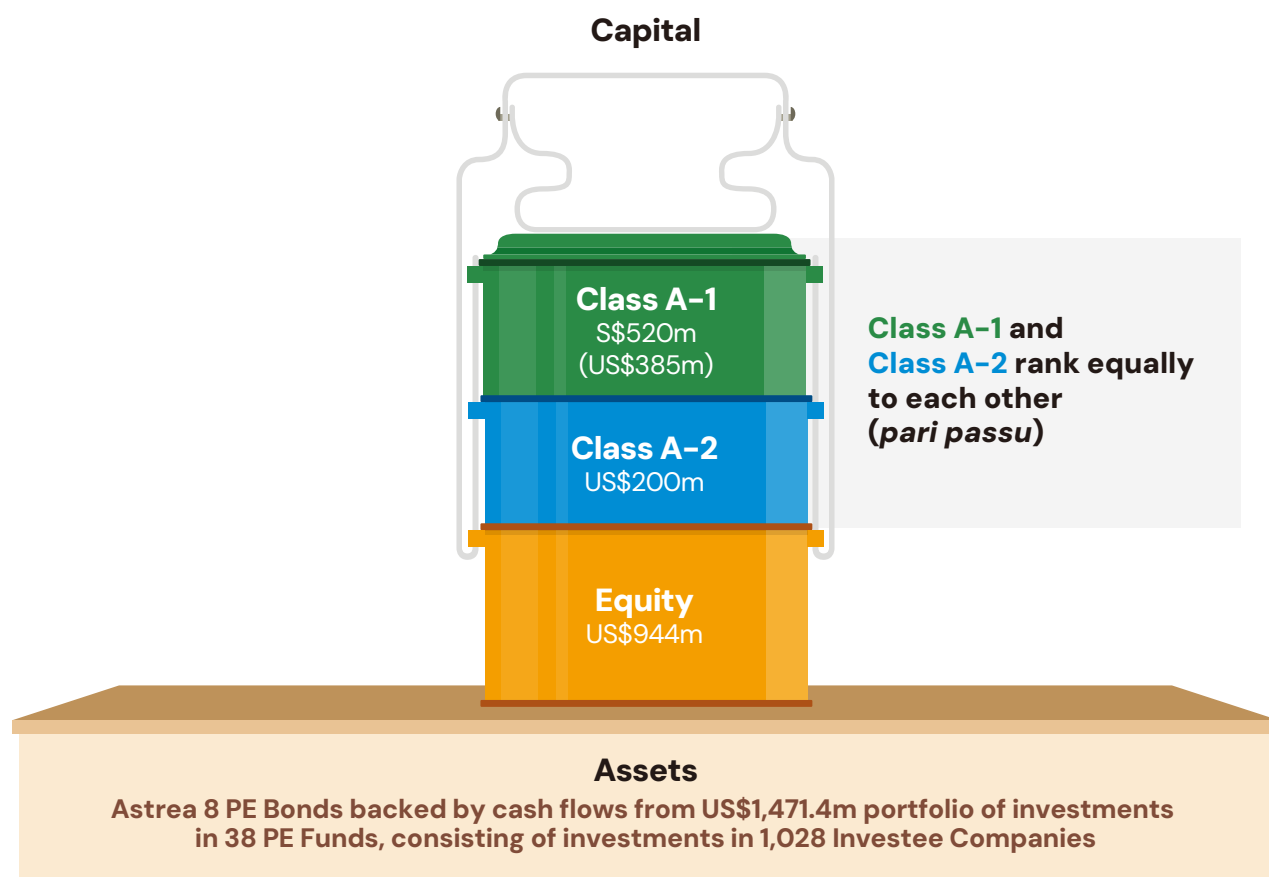 Capital
Class A-1
S$520m
(US$385m)
Class A-1 and
Class A-2 rank equally
to each other
(pari passu)
Class A-2
US$200m
Equity
US$944m
Assets
Astrea 8 PE Bonds backed by cash flows from US$1,471.4m portfolio of investments
in 38 PE Funds, consisting of investments in 1,028 Investee Companies